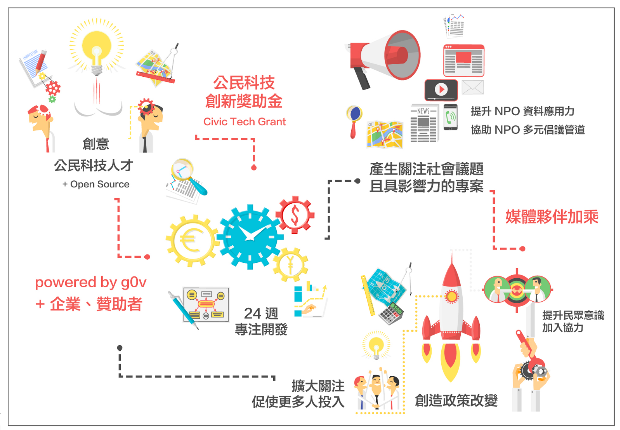 創意
公民科技人才
+ Open Source
公民科技
創新獎助金
Civic Tech Grant
提升 NPO 資料應用力
協助 NPO 多元倡議管道
產生關注社會議題
且具影響力的專案
媒體夥伴加乘
powered by g0v
+ 企業、贊助者
24 週
專注開發
提升民眾意識
加入協力
擴大關注
促使更多人投入
創造政策改變
NEWS